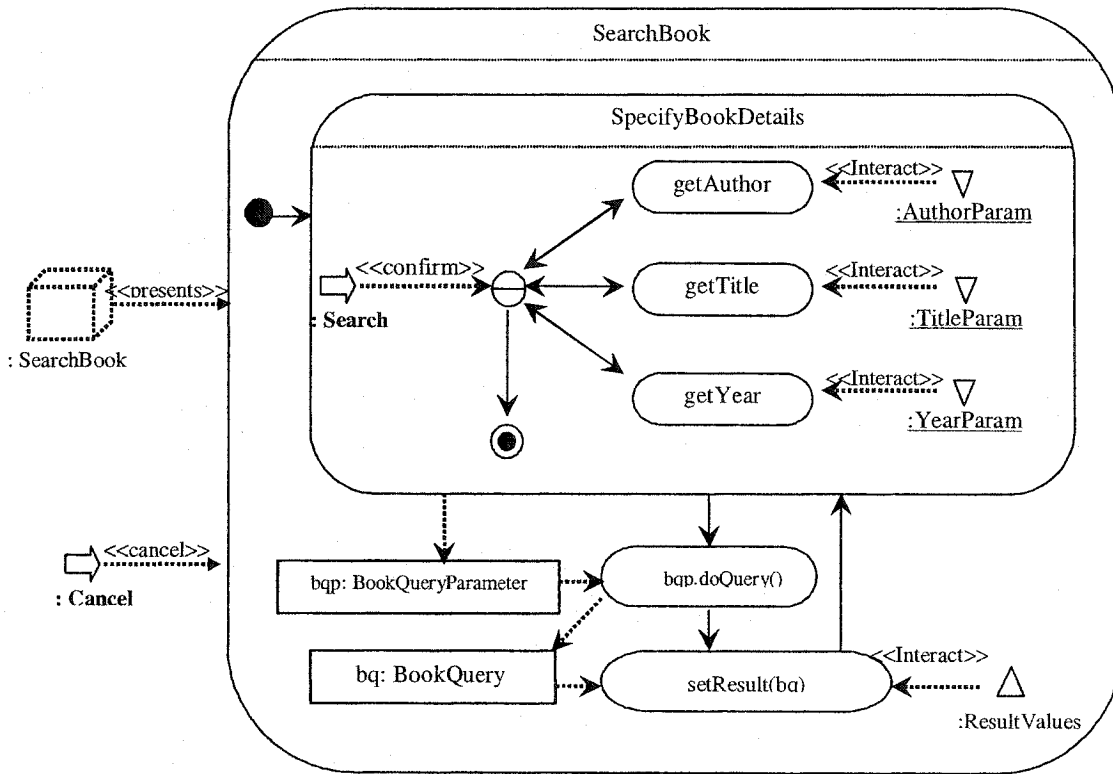 SearchBook
SpecifyBookDetails
<<Interact>>
getAuthor
:AuthorParam
<<confirm>>
<<Interact>>
getTitle
<<presents>>
: Search
:TitleParam
: SearchBook
<<Interact>>
getYear
:YearParam
<<cancel>>
: Cancel
bqp: BookQueryParameter
bqp.doQuery()
<<Interact>>
bq: BookQuery
setResult(bq)
:ResultValues